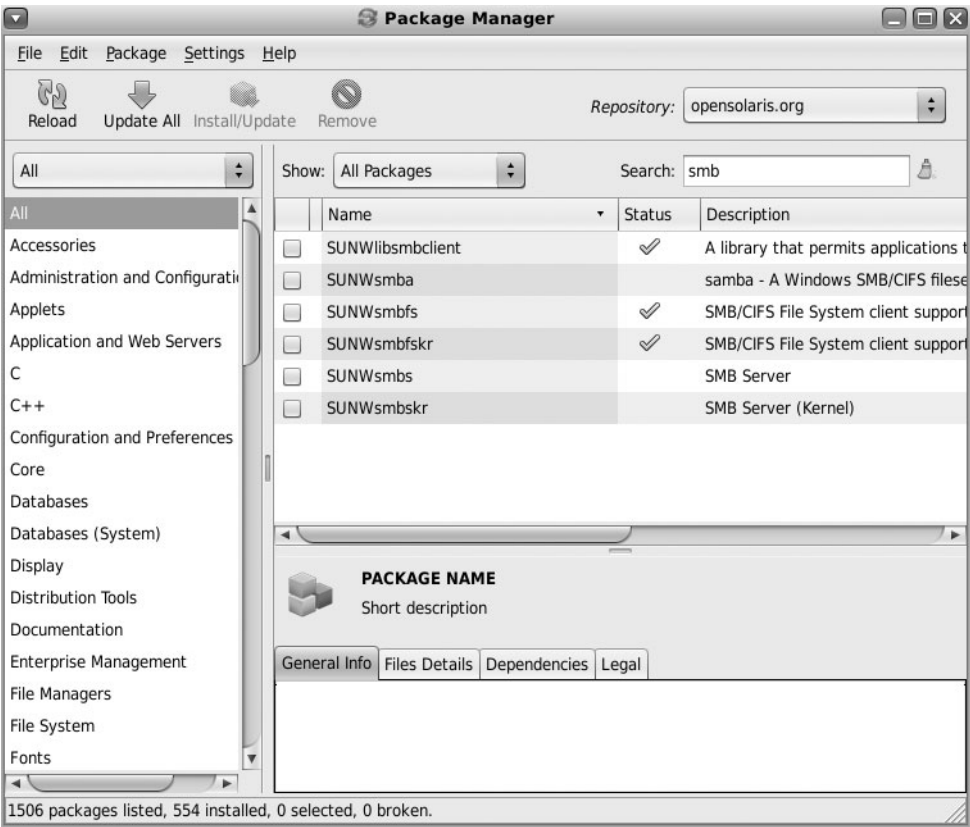 Package Manager
File Edit Package Settings Help
Reload Update All Install/Update Remove
Repository: opensolaris.org
All
Show: All Packages
Search: smb
All
Accessories
Administration and Configuratio
Applets
Application and Web Servers
C
C++
Configuration and Preferences
Core
Databases
Databases (System)
Display
Distribution Tools
Documentation
Enterprise Management
File Managers
File System
Fonts
Name Status Description
SUNWlibsmbclient A library that permits applications t
SUNWsmba samba - A Windows SMB/CIFS filese
SUNWsmbfs SMB/CIFS File System client support
SUNWsmbfskr SMB/CIFS File System client support
SUNWsmbs SMB Server
SUNWsmbskr SMB Server (Kernel)
PACKAGE NAME
Short description
General Info Files Details Dependencies Legal
1506 packages listed, 554 installed, 0 selected, 0 broken.